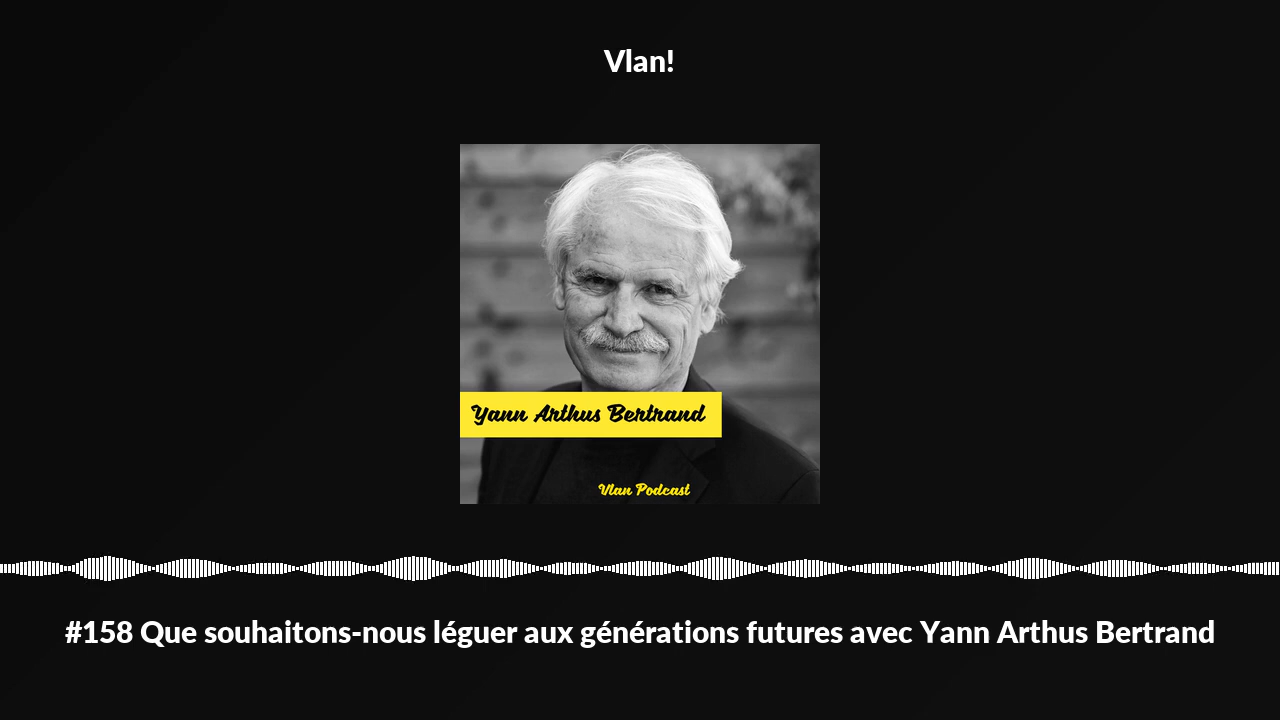 Vlan!
Yann Arthus Bertrand
Vlan Podcast
#158 Que souhaitons-nous léguer aux générations futures avec Yann Arthus Bertrand